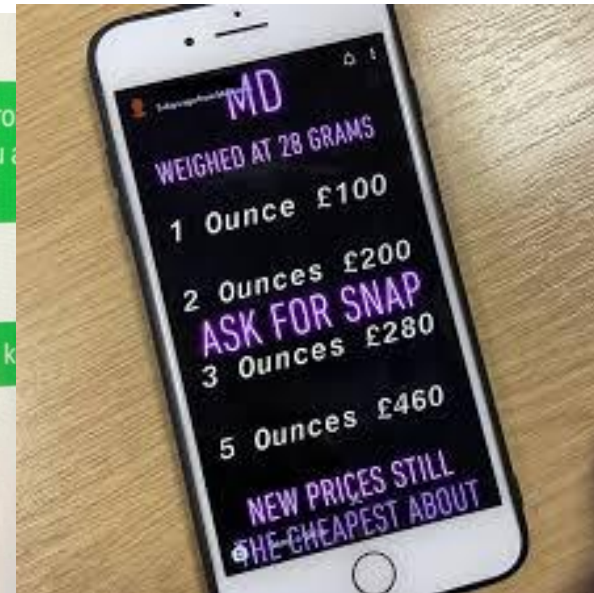 MD
WEIGHED AT 28 GRAMS
1 Ounce £100
2 Ounces £200
ASK FOR SNAP
3 Ounces £280
5 Ounces £460
NEW PRICES STILL
THE CHEAPEST ABOUT